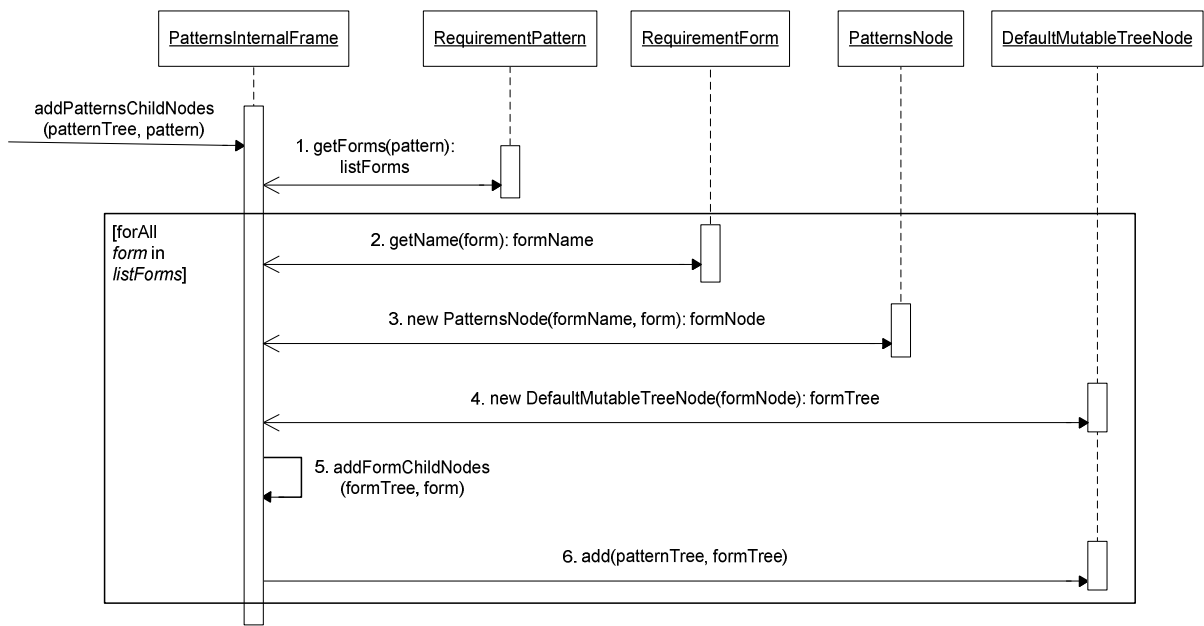 PatternsInternalFrame
RequirementPattern
RequirementForm
PatternsNode
DefaultMutableTreeNode
addPatternsChildNodes
(patternTree, pattern)
1. getForms(pattern):
listForms
[forAll
form in
listForms]
2. getName(form): formName
3. new PatternsNode(formName, form): formNode
4. new DefaultMutableTreeNode(formNode): formTree
5. addFormChildNodes
(formTree, form)
6. add(patternTree, formTree)